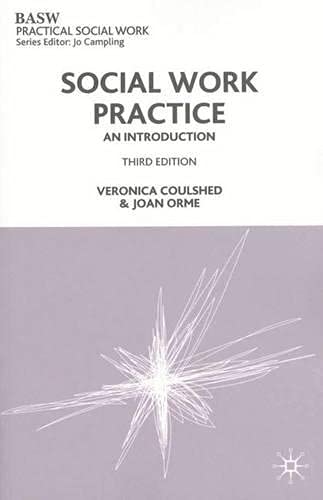 BASW
PRACTICAL SOCIAL WORK
Series Editor: Jo Campling
SOCIAL WORK
PRACTICE
AN INTRODUCTION
THIRD EDITION
VERONICA COULSHED
& JOAN ORME